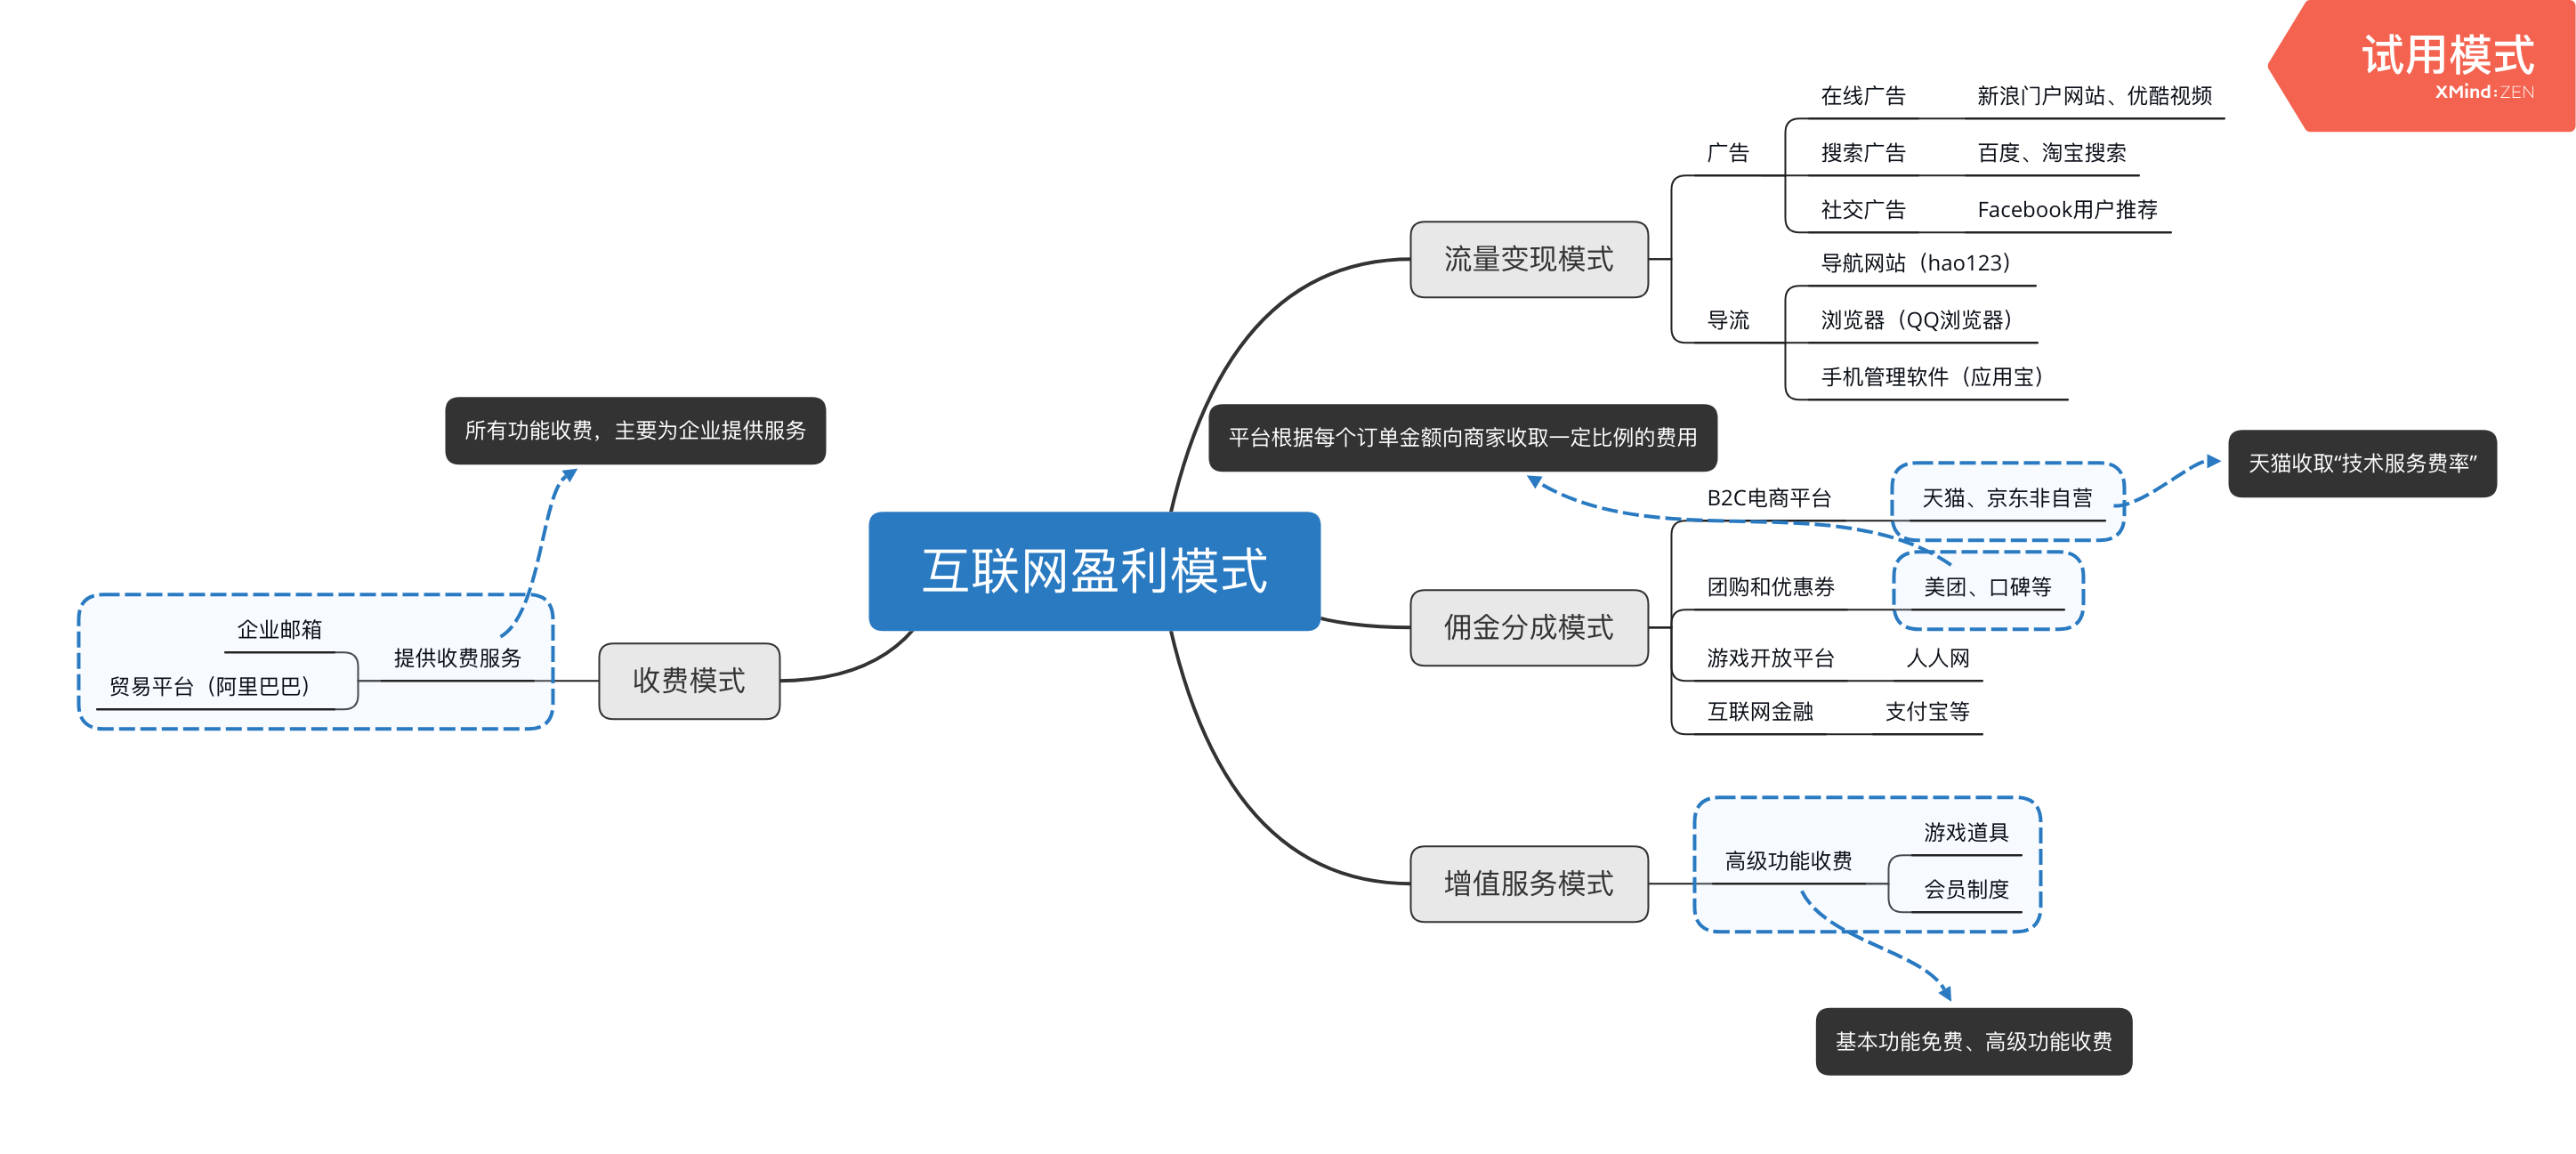 试用模式
XMind:ZEN
互联网盈利模式
流量变现模式
广告
在线广告
新浪门户网站、优酷视频
搜索广告
百度、淘宝搜索
社交广告
Facebook用户推荐
导流
导航网站（hao123）
浏览器（QQ浏览器）
手机管理软件（应用宝）
佣金分成模式
平台根据每个订单金额向商家收取一定比例的费用
B2C电商平台
天猫、京东非自营
天猫收取“技术服务费率”
团购和优惠券
美团、口碑等
游戏开放平台
人人网
互联网金融
支付宝等
增值服务模式
高级功能收费
游戏道具
会员制度
基本功能免费、高级功能收费
收费模式
提供收费服务
企业邮箱
贸易平台（阿里巴巴）
所有功能收费，主要为企业提供服务